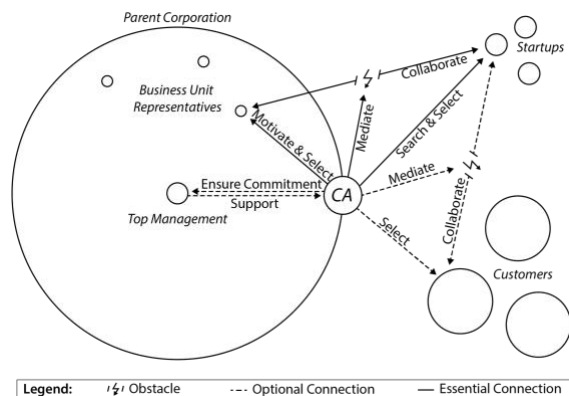 Parent Corporation
Startups
Collaborate
Business Unit
Representatives
Motivate & Select
Mediate
Search & Select
Ensure Commitment
Support
Top Management
CA
Mediate
Collaborate
Select
Customers
Legend: Obstacle Optional Connection Essential Connection